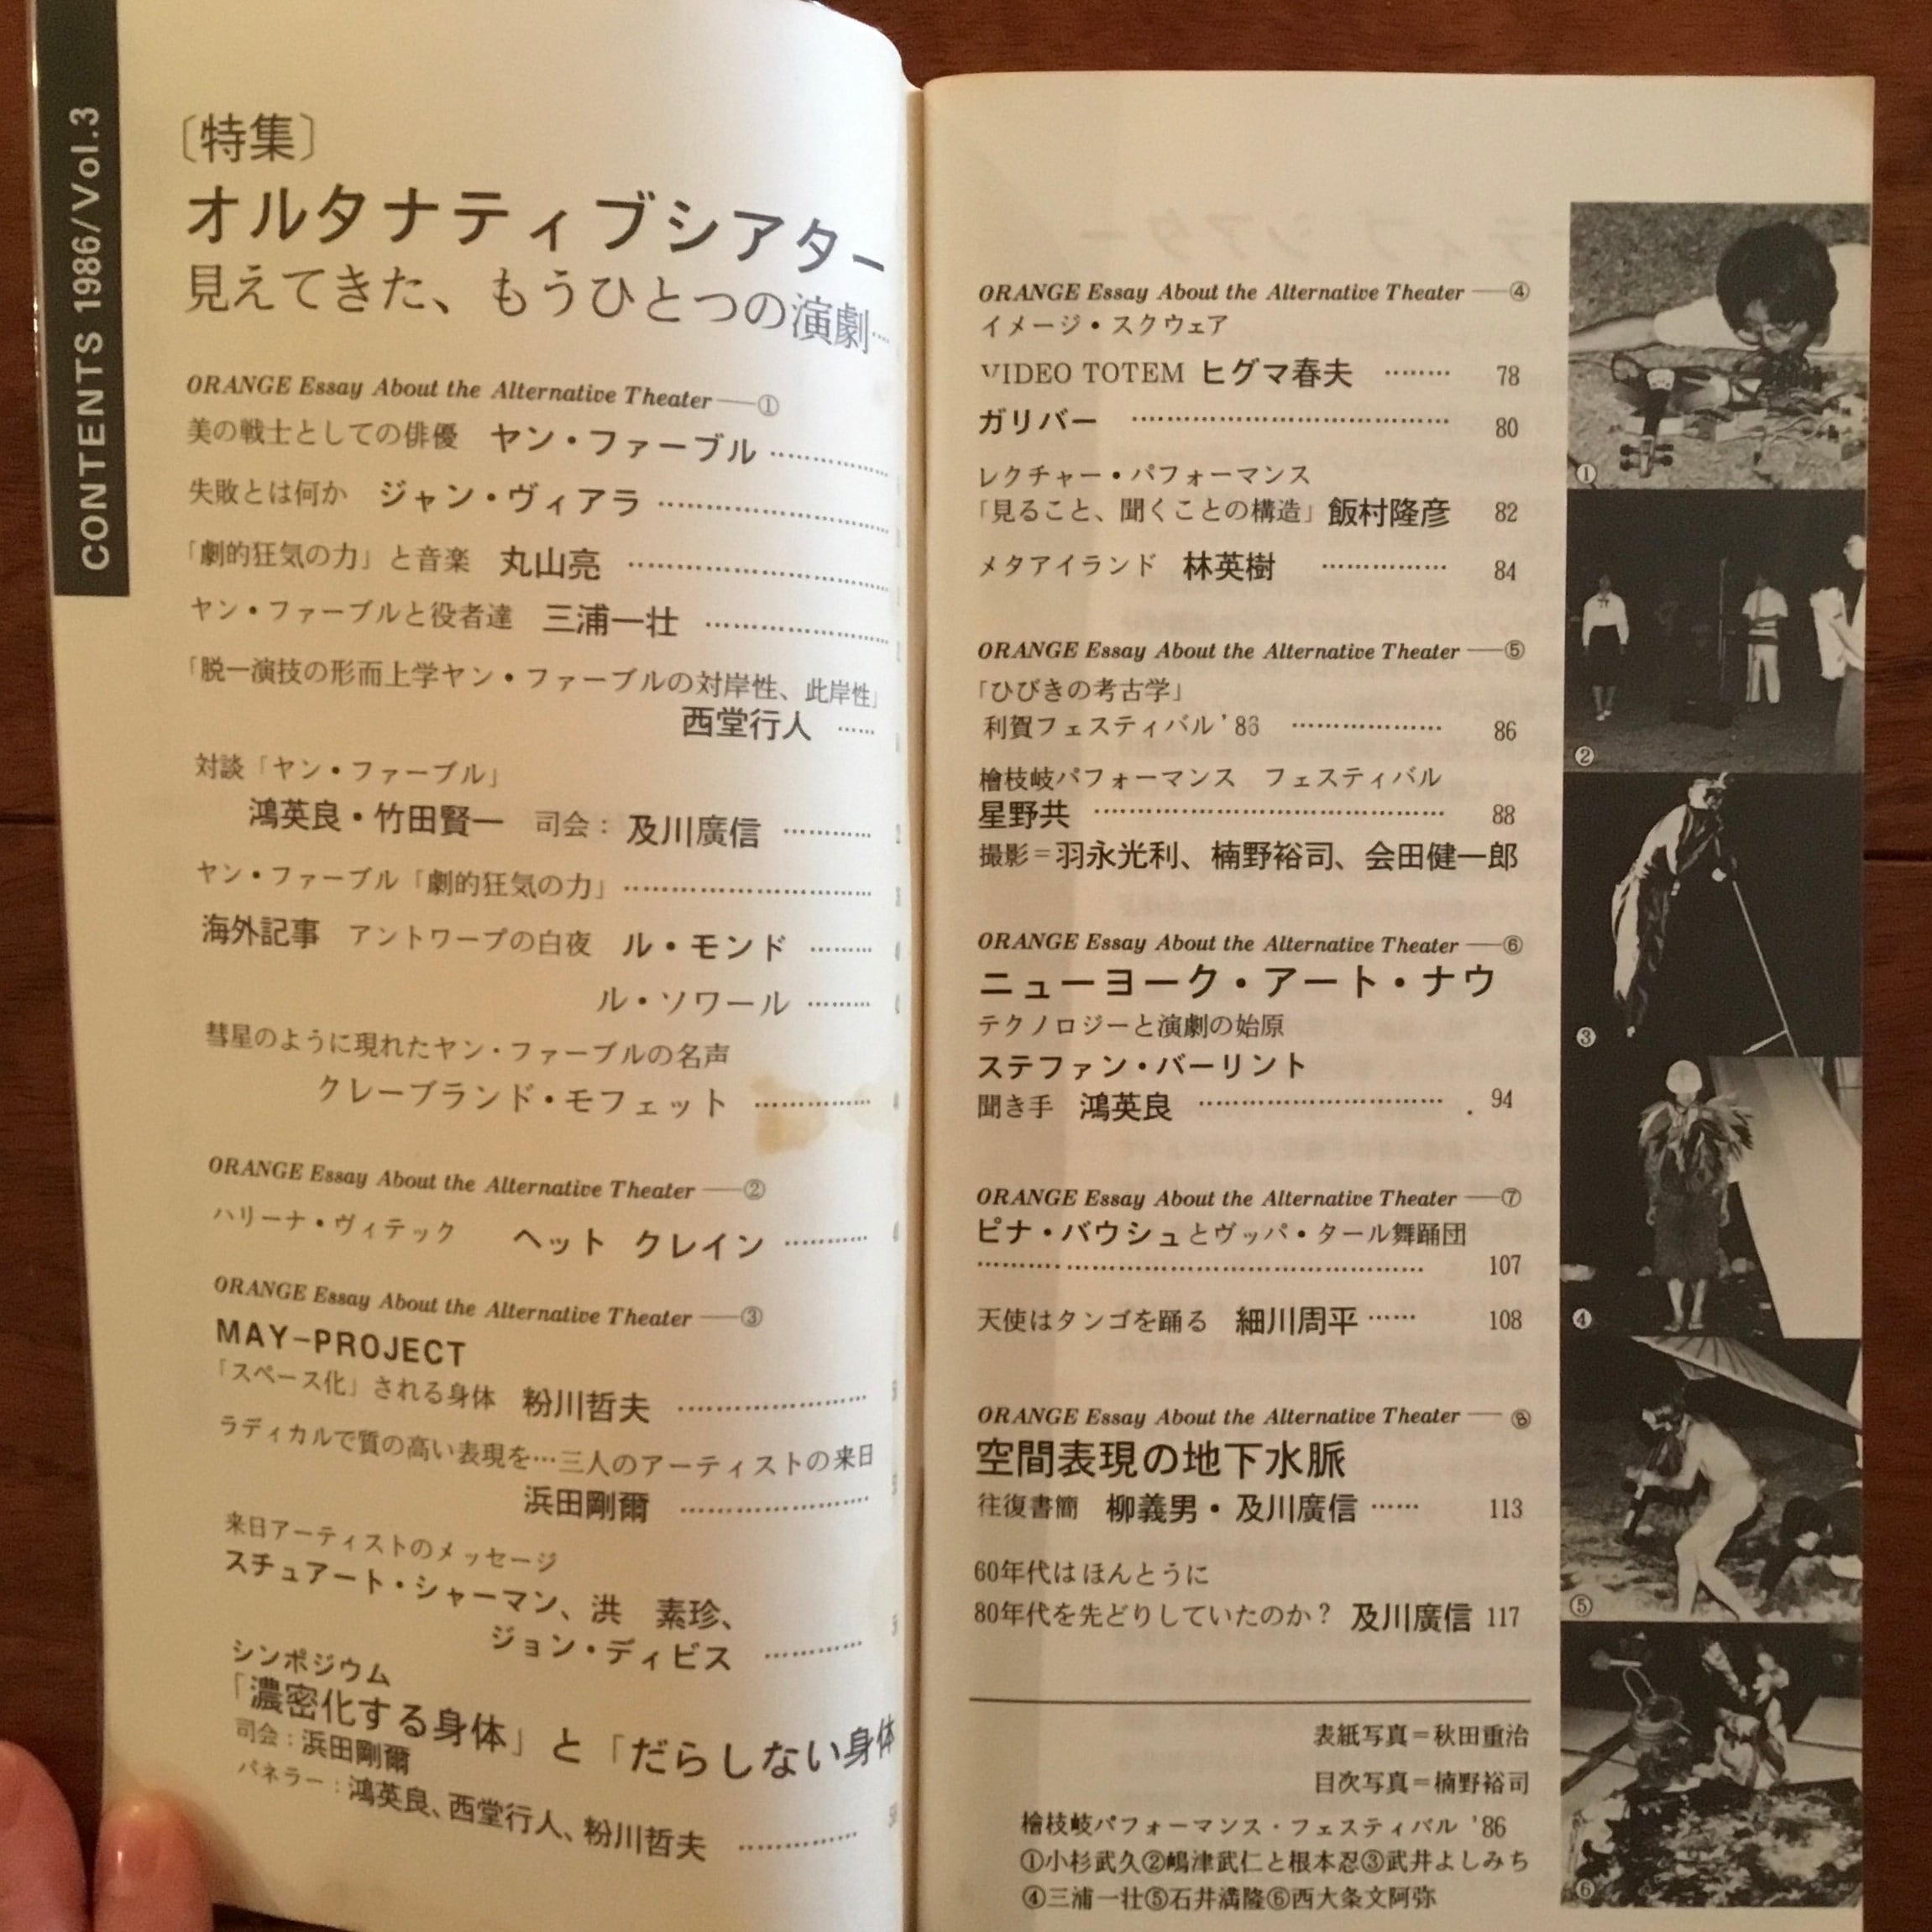 CONTENTS 1986/Vol.3
〔特集〕
オルタナティブシアター
見えてきた、もうひとつの演劇…
ORANGE Essay About the Alternative Theater──①
美の戦士としての俳優 ヤン・ファーブル ……………
失敗とは何か ジャン・ヴィアラ ……………………
「劇的狂気の力」と音楽 丸山亮 ……………………
ヤン・ファーブルと役者達 三浦一壮 ………………
「脱一演技の形而上学ヤン・ファーブルの対岸性、此岸性」
西堂行人 ……
対談「ヤン・ファーブル」
鴻英良・竹田賢一 司会：及川廣信 …………
ヤン・ファーブル「劇的狂気の力」……………………
海外記事 アントワープの白夜 ル・モンド ………
ル・ソワール ………
彗星のように現れたヤン・ファーブルの名声
クレーブランド・モフェット …………
ORANGE Essay About the Alternative Theater──②
ハリーナ・ヴィテック ヘット クレイン …………
ORANGE Essay About the Alternative Theater──③
MAY-PROJECT
「スペース化」される身体 粉川哲夫 ………………
ラディカルで質の高い表現を…三人のアーティストの来日
浜田剛爾 ………………
来日アーティストのメッセージ
スチュアート・シャーマン、洪 素珍、
ジョン・デイビス …………
シンポジウム
「濃密化する身体」と「だらしない身体
司会：浜田剛爾
パネラー：鴻英良、西堂行人、粉川哲夫 …………
ORANGE Essay About the Alternative Theater──④
イメージ・スクウェア
VIDEO TOTEM ヒグマ春夫 ……… 78
ガリバー ……………………………… 80
レクチャー・パフォーマンス
「見ること、聞くことの構造」飯村隆彦 82
メタアイランド 林英樹 …………… 84
ORANGE Essay About the Alternative Theater──⑤
「ひびきの考古学」
利賀フェスティバル'86 ……………… 86
檜枝岐パフォーマンス フェスティバル
星野共 ……………………………… 88
撮影＝羽永光利、楠野裕司、会田健一郎
ORANGE Essay About the Alternative Theater──⑥
ニューヨーク・アート・ナウ
テクノロジーと演劇の始原
ステファン・バーリント
聞き手 鴻英良 ……………………… 94
ORANGE Essay About the Alternative Theater──⑦
ピナ・バウシュとヴッパ・タール舞踊団
……………………………………… 107
天使はタンゴを踊る 細川周平 …… 108
ORANGE Essay About the Alternative Theater──⑧
空間表現の地下水脈
往復書簡 柳義男・及川廣信 …… 113
60年代はほんとうに
80年代を先どりしていたのか？ 及川廣信 117
表紙写真＝秋田重治
目次写真＝楠野裕司
檜枝岐パフォーマンス・フェスティバル '86
①小杉武久②嶋津武仁と根本忍③武井よしみち
④三浦一壮⑤石井満隆⑥西大条文阿弥
①
②
③
④
⑤
⑥